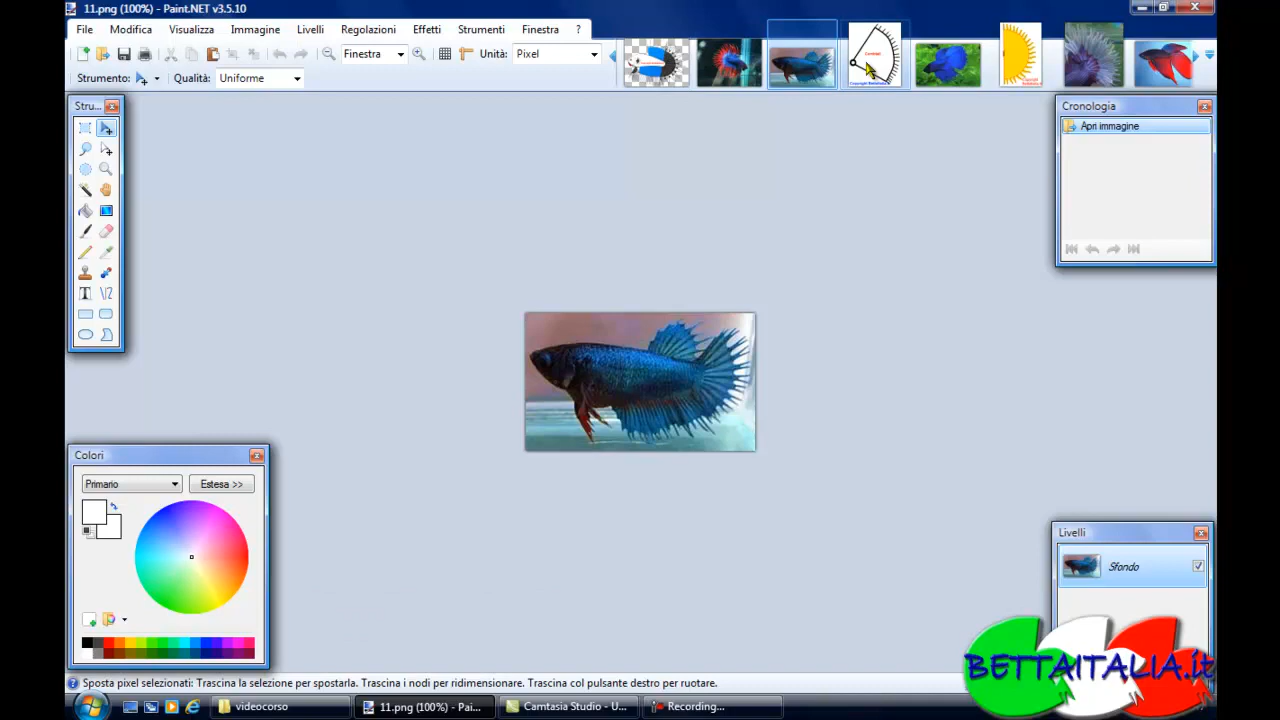 11.png (100%) - Paint.NET v3.5.10
File Modifica Visualizza Immagine Livelli Regolazioni Effetti Strumenti Finestra ?
Finestra Unità: Pixel
Strumento: Qualità: Uniforme
Stru...
Cronologia
Apri immagine
Colori
Primario Estesa >>
Livelli
Sfondo
BETTAITALIA.it
Sposta pixel selezionati: Trascina la selezione per spostarla. Trascina i nodi per ridimensionare. Trascina col pulsante destro per ruotare.
videocorso 11.png (100%) - Pai... Camtasia Studio - U... Recording...